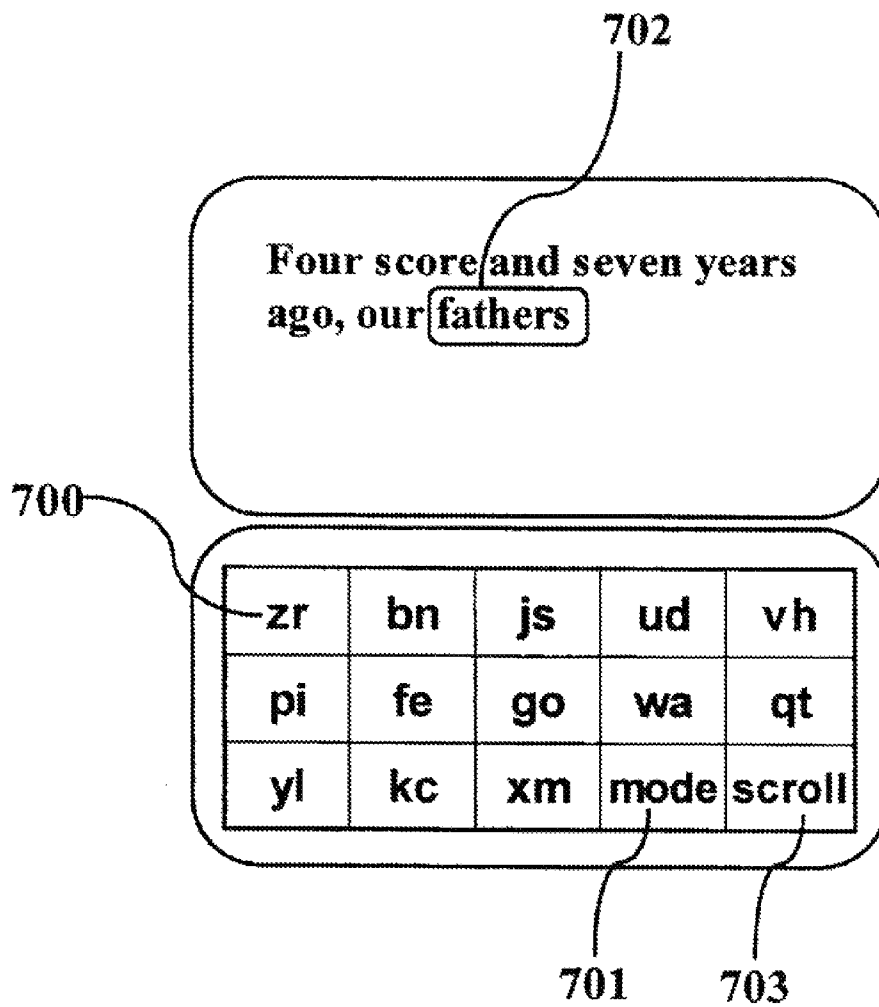 702
Four score and seven years
ago, our fathers
700
zr bn js ud vh
pi fe go wa qt
yl kc xm mode scroll
701 703